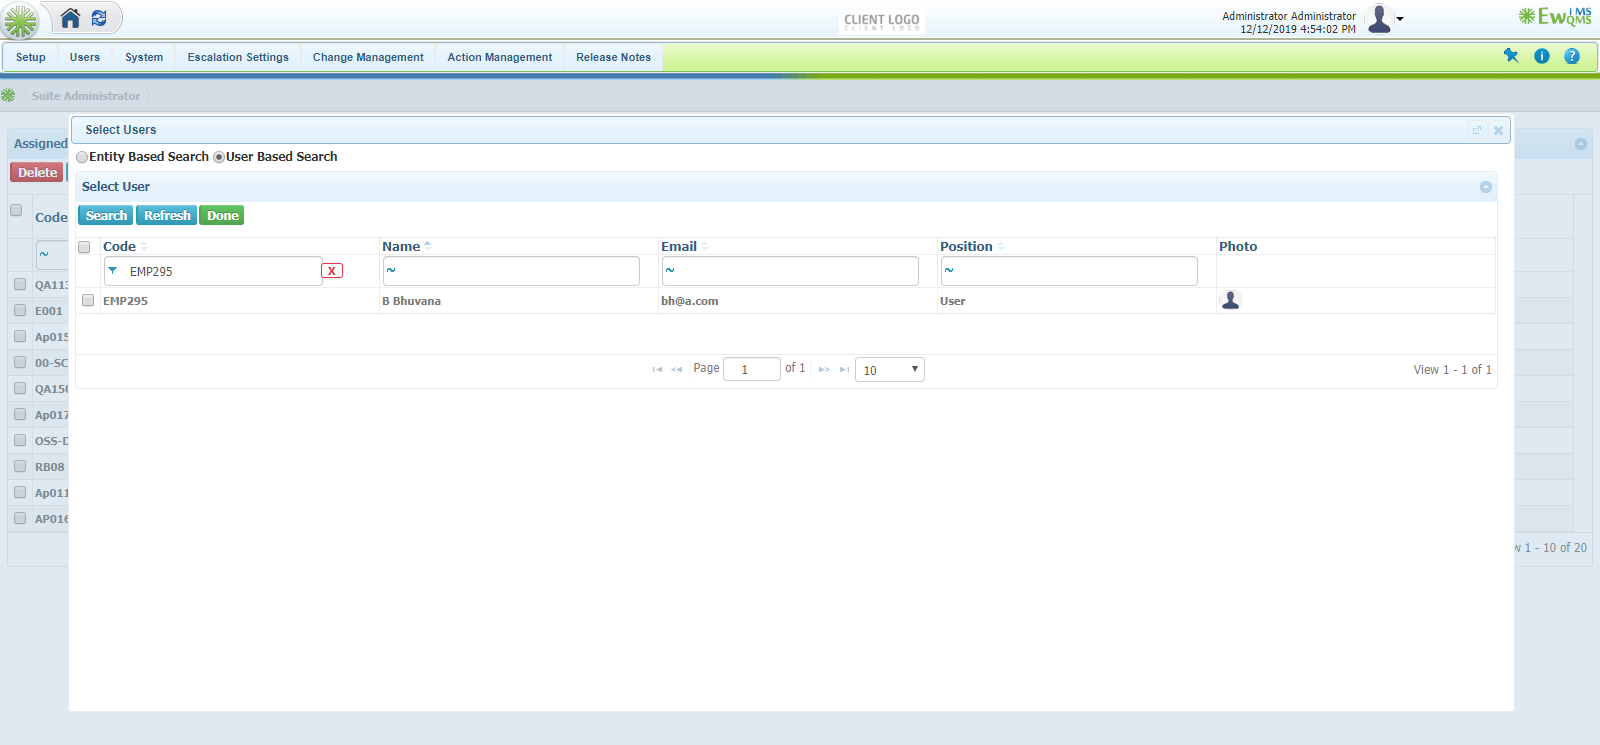 CLIENT LOGO
CLIENT LOGO
Administrator Administrator
12/12/2019 4:54:02 PM
EwQMS
IMS
Setup Users System Escalation Settings Change Management Action Management Release Notes
Suite Administrator
Assigned
Select Users
Entity Based Search User Based Search
Delete
Select User
Search Refresh Done
Code
Code Name Email Position Photo
~
EMP295 X ~ ~ ~
QA113
EMP295 B Bhuvana bh@a.com User
E001
Ap015
00-SC
Page 1 of 1 10 View 1 - 1 of 1
QA150
Ap017
OSS-D
RB08
Ap011
AP016
w 1 - 10 of 20